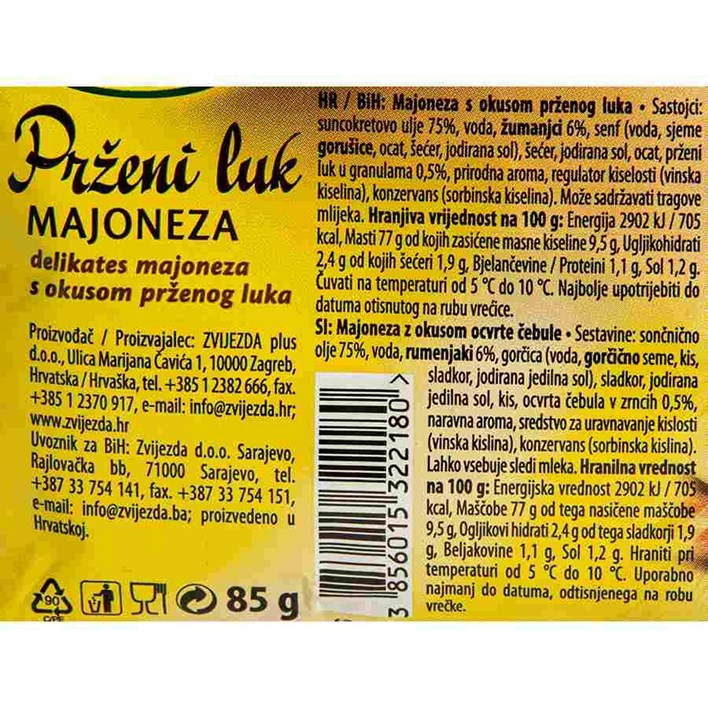 Prženi luk
MAJONEZA
delikates majoneza
s okusom prženog luka
Proizvođač / Proizvajalec: ZVIJEZDA plus
d.o.o., Ulica Marijana Čavića 1, 10000 Zagreb,
Hrvatska / Hrvaška, tel. +385 1 2382 666, fax.
+385 1 2370 917, e-mail: info@zvijezda.hr;
www.zvijezda.hr
Uvoznik za BiH: Zvijezda d.o.o. Sarajevo,
Rajlovačka bb, 71000 Sarajevo, tel.
+387 33 754 141, fax. +387 33 754 151,
e-mail: info@zvijezda.ba; proizvedeno u
Hrvatskoj.
90
C/PP
85 g
HR / BiH: Majoneza s okusom prženog luka • Sastojci:
suncokretovo ulje 75%, voda, žumanjci 6%, senf (voda, sjeme
gorušice, ocat, šećer, jodirana sol), šećer, jodirana sol, ocat, prženi
luk u granulama 0,5%, prirodna aroma, regulator kiselosti (vinska
kiselina), konzervans (sorbinska kiselina). Može sadržavati tragove
mlijeka. Hranjiva vrijednost na 100 g: Energija 2902 kJ / 705
kcal, Masti 77 g od kojih zasićene masne kiseline 9,5 g, Ugljikohidrati
2,4 g od kojih šećeri 1,9 g, Bjelančevine / Proteini 1,1 g, Sol 1,2 g.
Čuvati na temperaturi od 5 °C do 10 °C. Najbolje upotrijebiti do
datuma otisnutog na rubu vrećice.
SI: Majoneza z okusom ocvrte čebule • Sestavine: sončnično
olje 75%, voda, rumenjaki 6%, gorčica (voda, gorčično seme, kis,
sladkor, jodirana jedilna sol), sladkor, jodirana
jedilna sol, kis, ocvrta čebula v zrncih 0,5%,
naravna aroma, sredstvo za uravnavanje kislosti
(vinska kislina), konzervans (sorbinska kislina).
Lahko vsebuje sledi mleka. Hranilna vrednost
na 100 g: Energijska vrednost 2902 kJ / 705
kcal, Maščobe 77 g od tega nasičene maščobe
9,5 g, Ogljikovi hidrati 2,4 g od tega sladkorji 1,9
g, Beljakovine 1,1 g, Sol 1,2 g. Hraniti pri
temperaturi od 5 °C do 10 °C. Uporabno
najmanj do datuma, odtisnjenega na robu
vrečke.
3 856015 322180 >